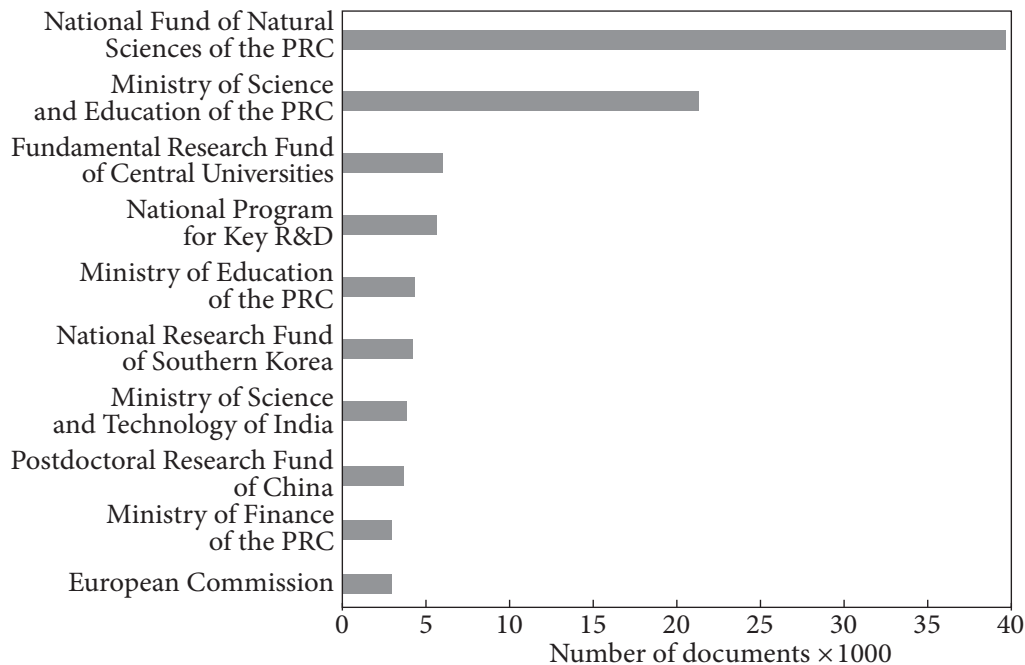 National Fund of Natural
Sciences of the PRC
Ministry of Science
and Education of the PRC
Fundamental Research Fund
of Central Universities
National Program
for Key R&D
Ministry of Education
of the PRC
National Research Fund
of Southern Korea
Ministry of Science
and Technology of India
Postdoctoral Research Fund
of China
Ministry of Finance
of the PRC
European Commission
0 5 10 15 20 25 30 35 40
Number of documents ×1000